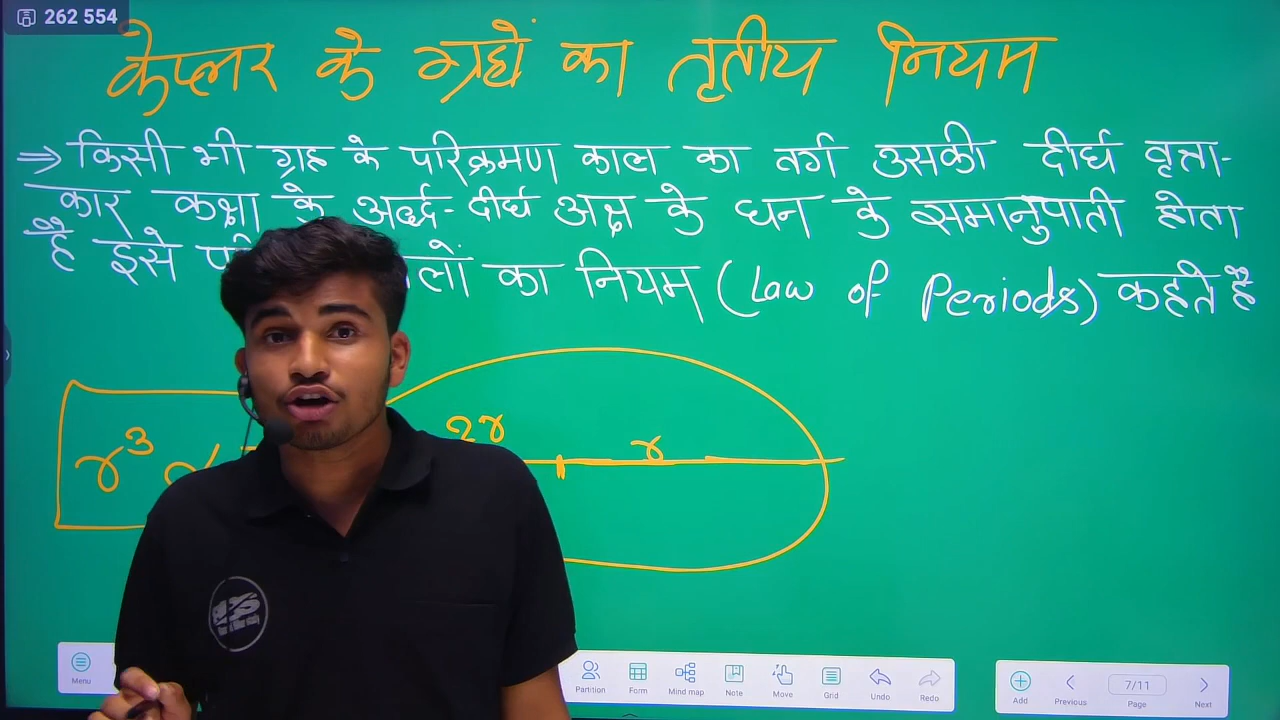 262 554
केप्लर के ग्रहों का तृतीय नियम
⇒ किसी भी ग्रह के परिक्रमण काल का वर्ग उसकी दीर्घ वृत्ता-
कार कक्षा के अर्द्ध-दीर्घ अक्ष के घन के समानुपाती होता
है इसे का नियम (Law of Periods) कहते है
2r
r
r³ ∝
Menu Partition Form Mind map Note Move Grid Undo Redo Add Previous 7/11 Page Next